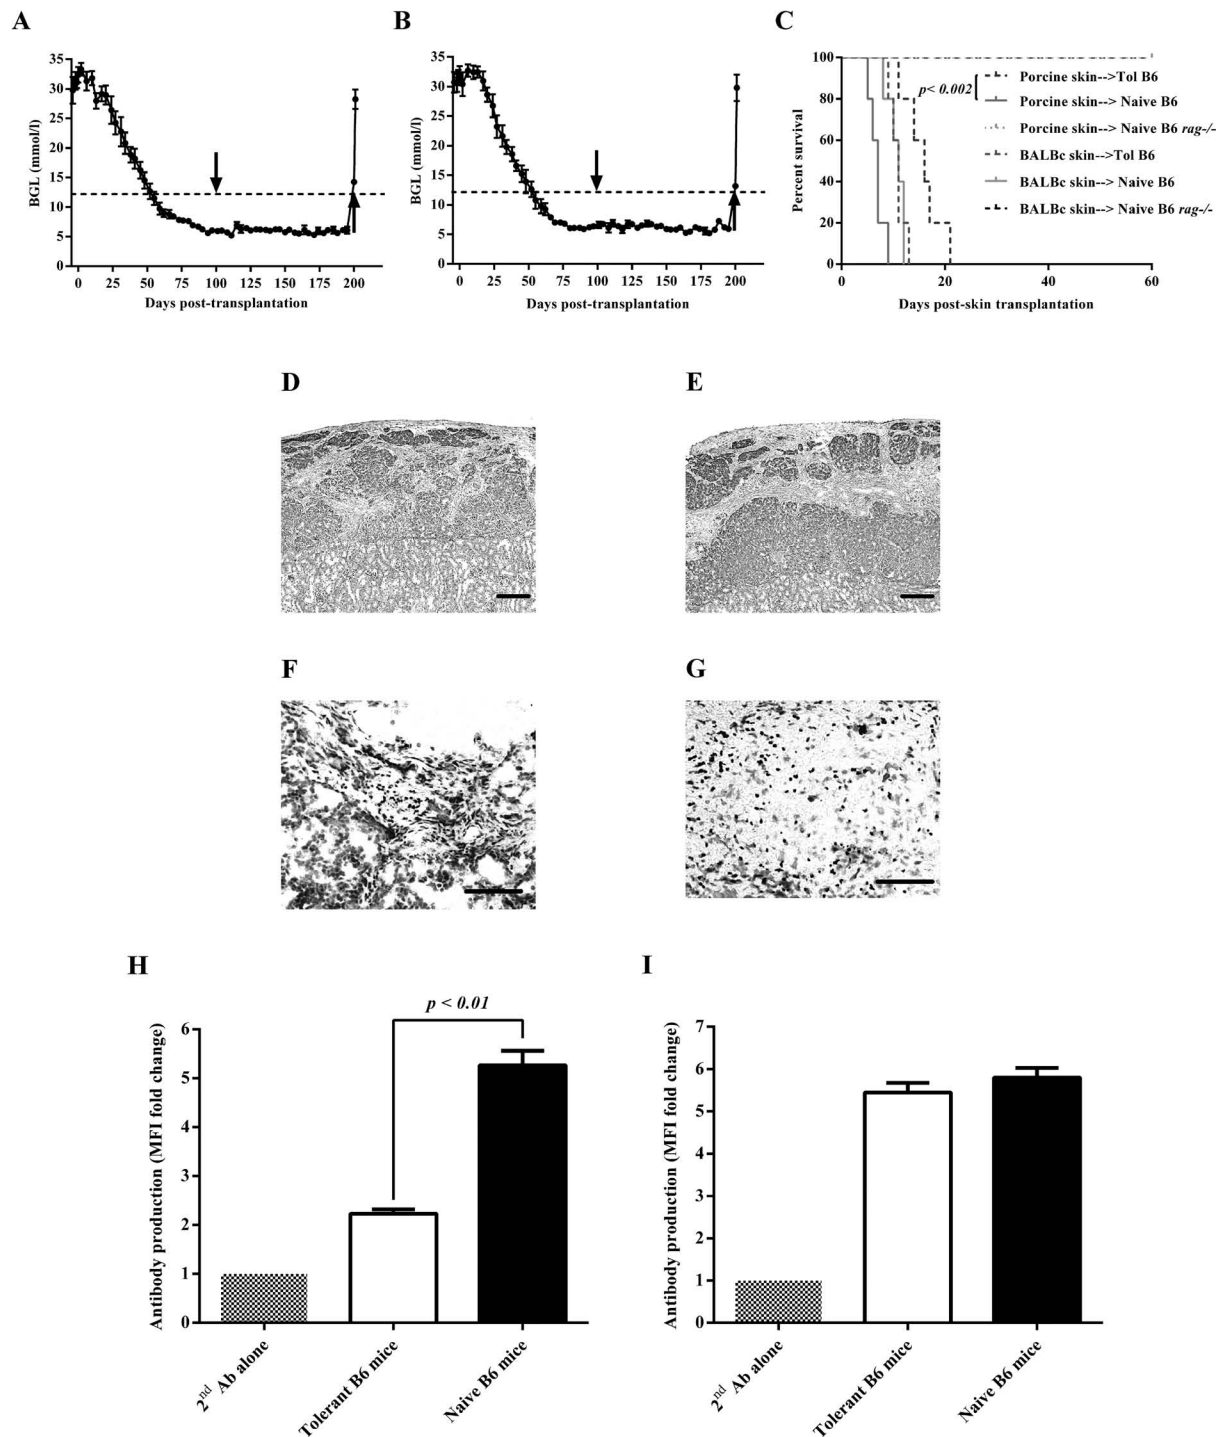 A
B
C
35
30
25
20
15
10
5
0
BGL (mmol/l)
0 25 50 75 100 125 150 175 200
Days post-transplantation
35
30
25
20
15
10
5
0
BGL (mmol/l)
0 25 50 75 100 125 150 175 200
Days post-transplantation
100
80
60
40
20
0
Percent survival
0 20 40 60
Days post-skin transplantation
p< 0.002
Porcine skin-->Tol B6
Porcine skin--> Naive B6
Porcine skin--> Naive B6 rag-/-
BALBc skin-->Tol B6
BALBc skin--> Naive B6
BALBc skin--> Naive B6 rag-/-
D
E
F
G
H
I
p < 0.01
6
5
4
3
2
1
0
Antibody production (MFI fold change)
2nd Ab alone
Tolerant B6 mice
Naive B6 mice
7
6
5
4
3
2
1
0
Antibody production (MFI fold change)
2nd Ab alone
Tolerant B6 mice
Naive B6 mice